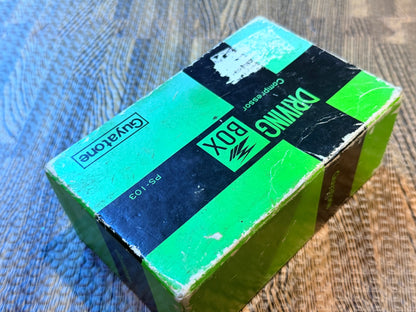 DRIVING
Compressor
BOX
Guyatone
PS-103